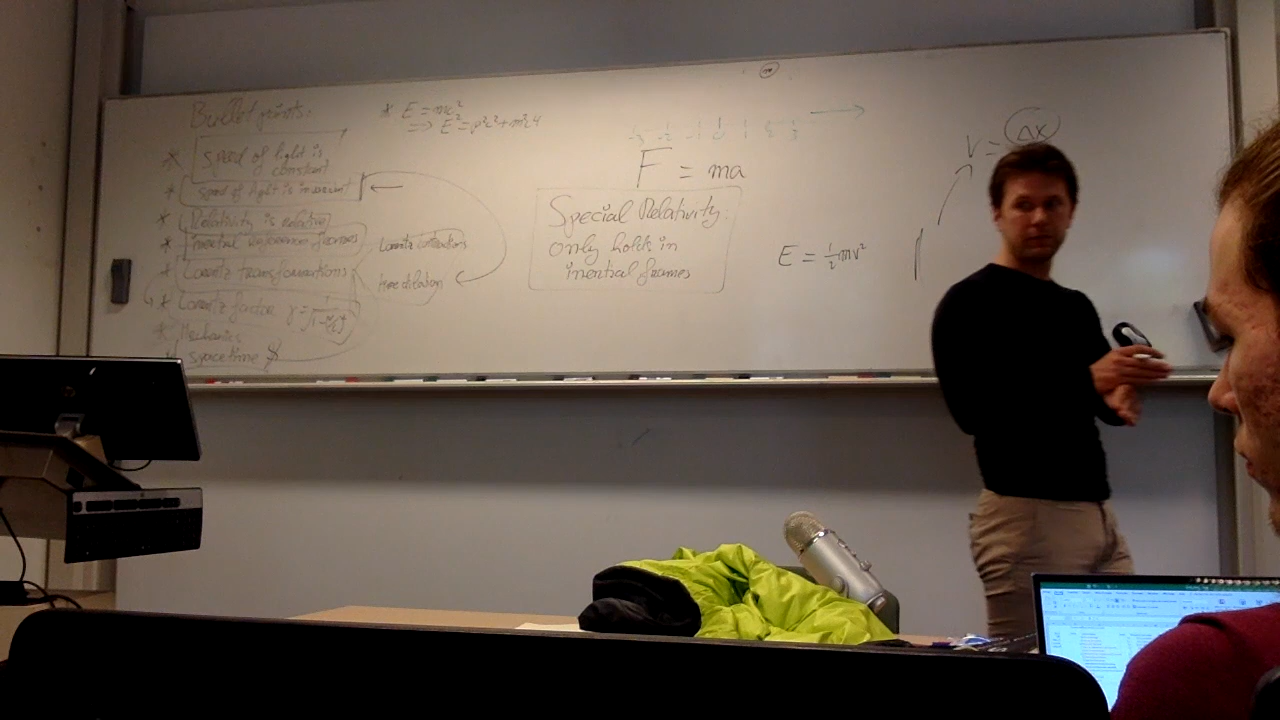 Bullet points:
* Speed of light is
constant
* Speed of light is invariant
* Relativity is relative
* inertial reference frames
* Lorentz transformations
* Lorentz factor γ = 1
* Mechanics
* spacetime
Lorentz contractions
time dilation
* E = mc²
=> E² = p²c² + m²c⁴
F = ma
Special Relativity:
only holds in
inertial frames
E = ½mv²
V = Δx